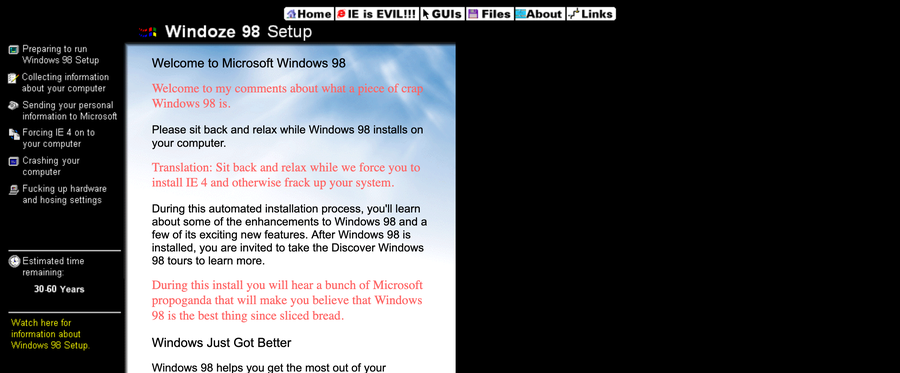 Home IE is EVIL!!! GUIs Files About Links
Windoze 98 Setup
Preparing to run
Windows 98 Setup
Collecting information
about your computer
Sending your personal
information to Microsoft
Forcing IE 4 on to
your computer
Crashing your
computer
Fucking up hardware
and hosing settings
Estimated time
remaining:
30-60 Years
Watch here for
information about
Windows 98 Setup.
Welcome to Microsoft Windows 98
Welcome to my comments about what a piece of crap
Windows 98 is.
Please sit back and relax while Windows 98 installs on
your computer.
Translation: Sit back and relax while we force you to
install IE 4 and otherwise frack up your system.
During this automated installation process, you'll learn
about some of the enhancements to Windows 98 and a
few of its exciting new features. After Windows 98 is
installed, you are invited to take the Discover Windows
98 tours to learn more.
During this install you will hear a bunch of Microsoft
propoganda that will make you believe that Windows
98 is the best thing since sliced bread.
Windows Just Got Better
Windows 98 helps you get the most out of your